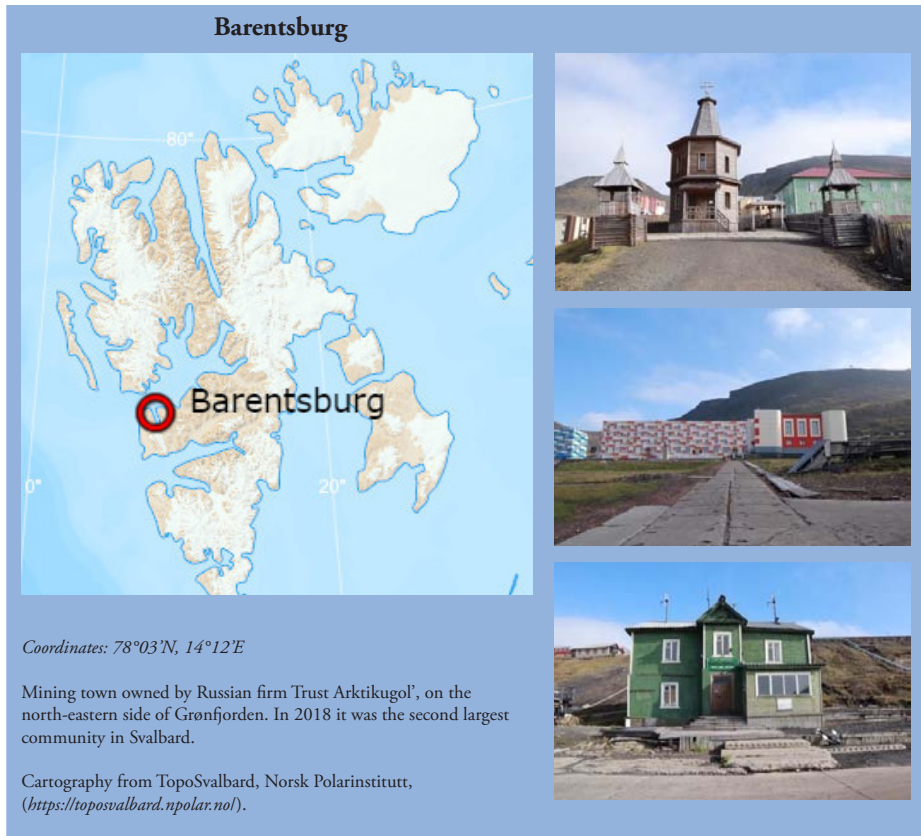 Barentsburg
80°
Barentsburg
0°
20°
Coordinates: 78°03’N, 14°12’E
Mining town owned by Russian firm Trust Arktikugol’, on the
north-eastern side of Grønfjorden. In 2018 it was the second largest
community in Svalbard.
Cartography from TopoSvalbard, Norsk Polarinstitutt,
(https://toposvalbard.npolar.no/).